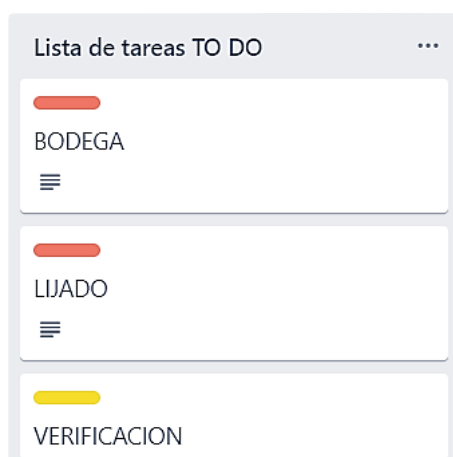 Lista de tareas TO DO
BODEGA
LIJADO
VERIFICACION